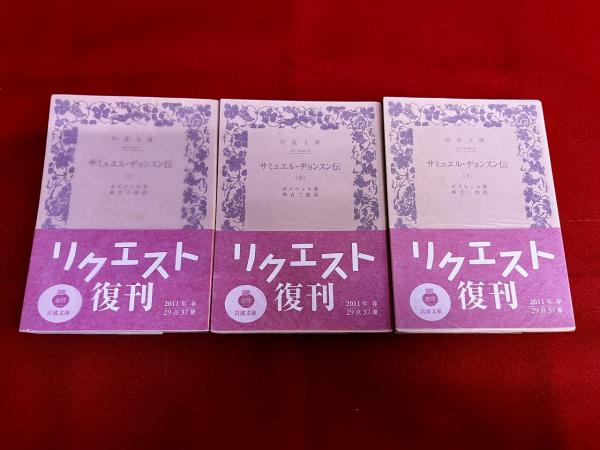 岩波文庫
サミュエル・ヂョンスン伝
(上)
ボズウェル著
神吉三郎訳
リクエスト
復刊
岩波文庫
2011年 春
29点37冊
岩波文庫
サミュエル・ヂョンスン伝
(中)
ボズウェル著
神吉三郎訳
リクエスト
復刊
岩波文庫
2011年 春
29点37冊
岩波文庫
サミュエル・ヂョンスン伝
(下)
ボズウェル著
神吉三郎訳
リクエスト
復刊
岩波文庫
2011年 春
29点37冊